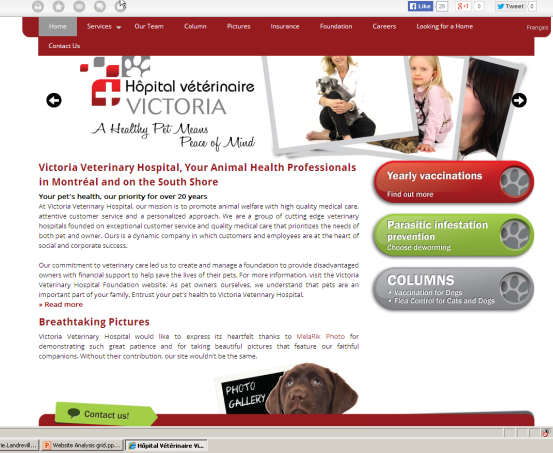 Like 26 +1 0 Tweet 0
Home Services Our Team Column Pictures Insurance Foundation Careers Looking for a Home Français
Contact Us
Hôpital vétérinaire
VICTORIA
A Healthy Pet Means
Peace of Mind
Victoria Veterinary Hospital, Your Animal Health Professionals
in Montréal and on the South Shore
Your pet's health, our priority for over 20 years
At Victoria Veterinary Hospital, our mission is to promote animal welfare with high quality medical care,
attentive customer service and a personalized approach. We are a group of cutting edge veterinary
hospitals founded on exceptional customer service and quality medical care that prioritizes the needs of
both pet and owner. Ours is a dynamic company in which customers and employees are at the heart of
social and corporate success.
Our commitment to veterinary care led us to create and manage a foundation to provide disadvantaged
owners with financial support to help save the lives of their pets. For more information, visit the Victoria
Veterinary Hospital Foundation website. As pet owners ourselves, we understand that pets are an
important part of your family. Entrust your pet's health to Victoria Veterinary Hospital.
» Read more
Breathtaking Pictures
Victoria Veterinary Hospital would like to express its heartfelt thanks to MelaRik Photo for
demonstrating such great patience and for taking beautiful pictures that feature our faithful
companions. Without their contribution, our site wouldn't be the same.
Yearly vaccinations
Find out more
Parasitic infestation
prevention
Choose deworming
COLUMNS
• Vaccination for Dogs
• Flea Control for Cats and Dogs
PHOTO
GALLERY
Contact us!
rie.Landrevill... Website Analysis grid.pp... Hôpital Vétérinaire Vi...